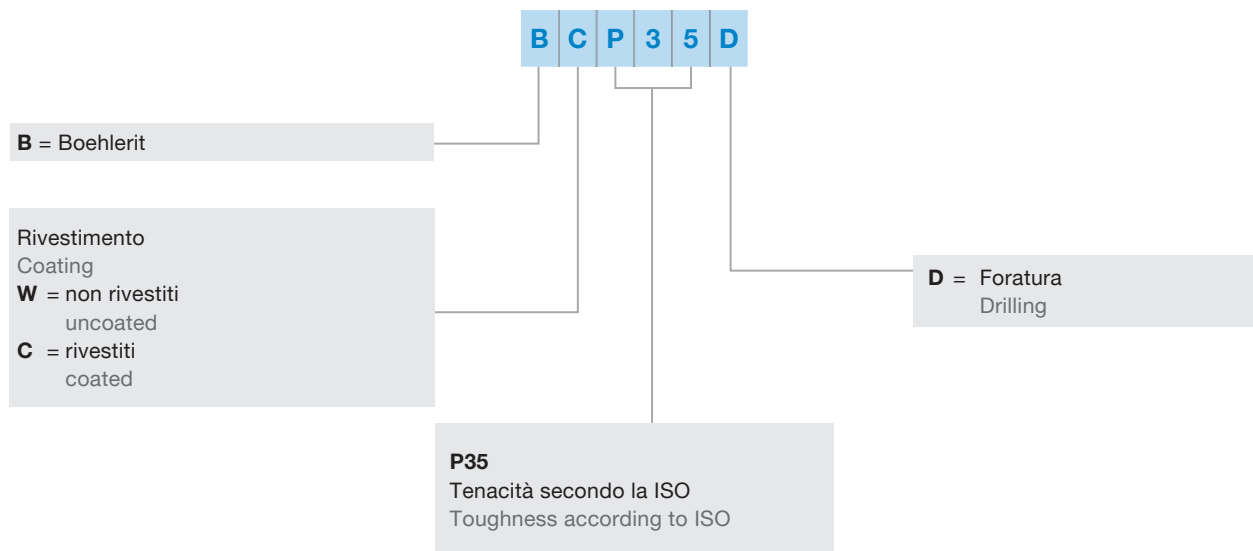 B C P 3 5 D
B = Boehlerit
Rivestimento
Coating
W = non rivestiti
uncoated
C = rivestiti
coated
D = Foratura
Drilling
P35
Tenacità secondo la ISO
Toughness according to ISO